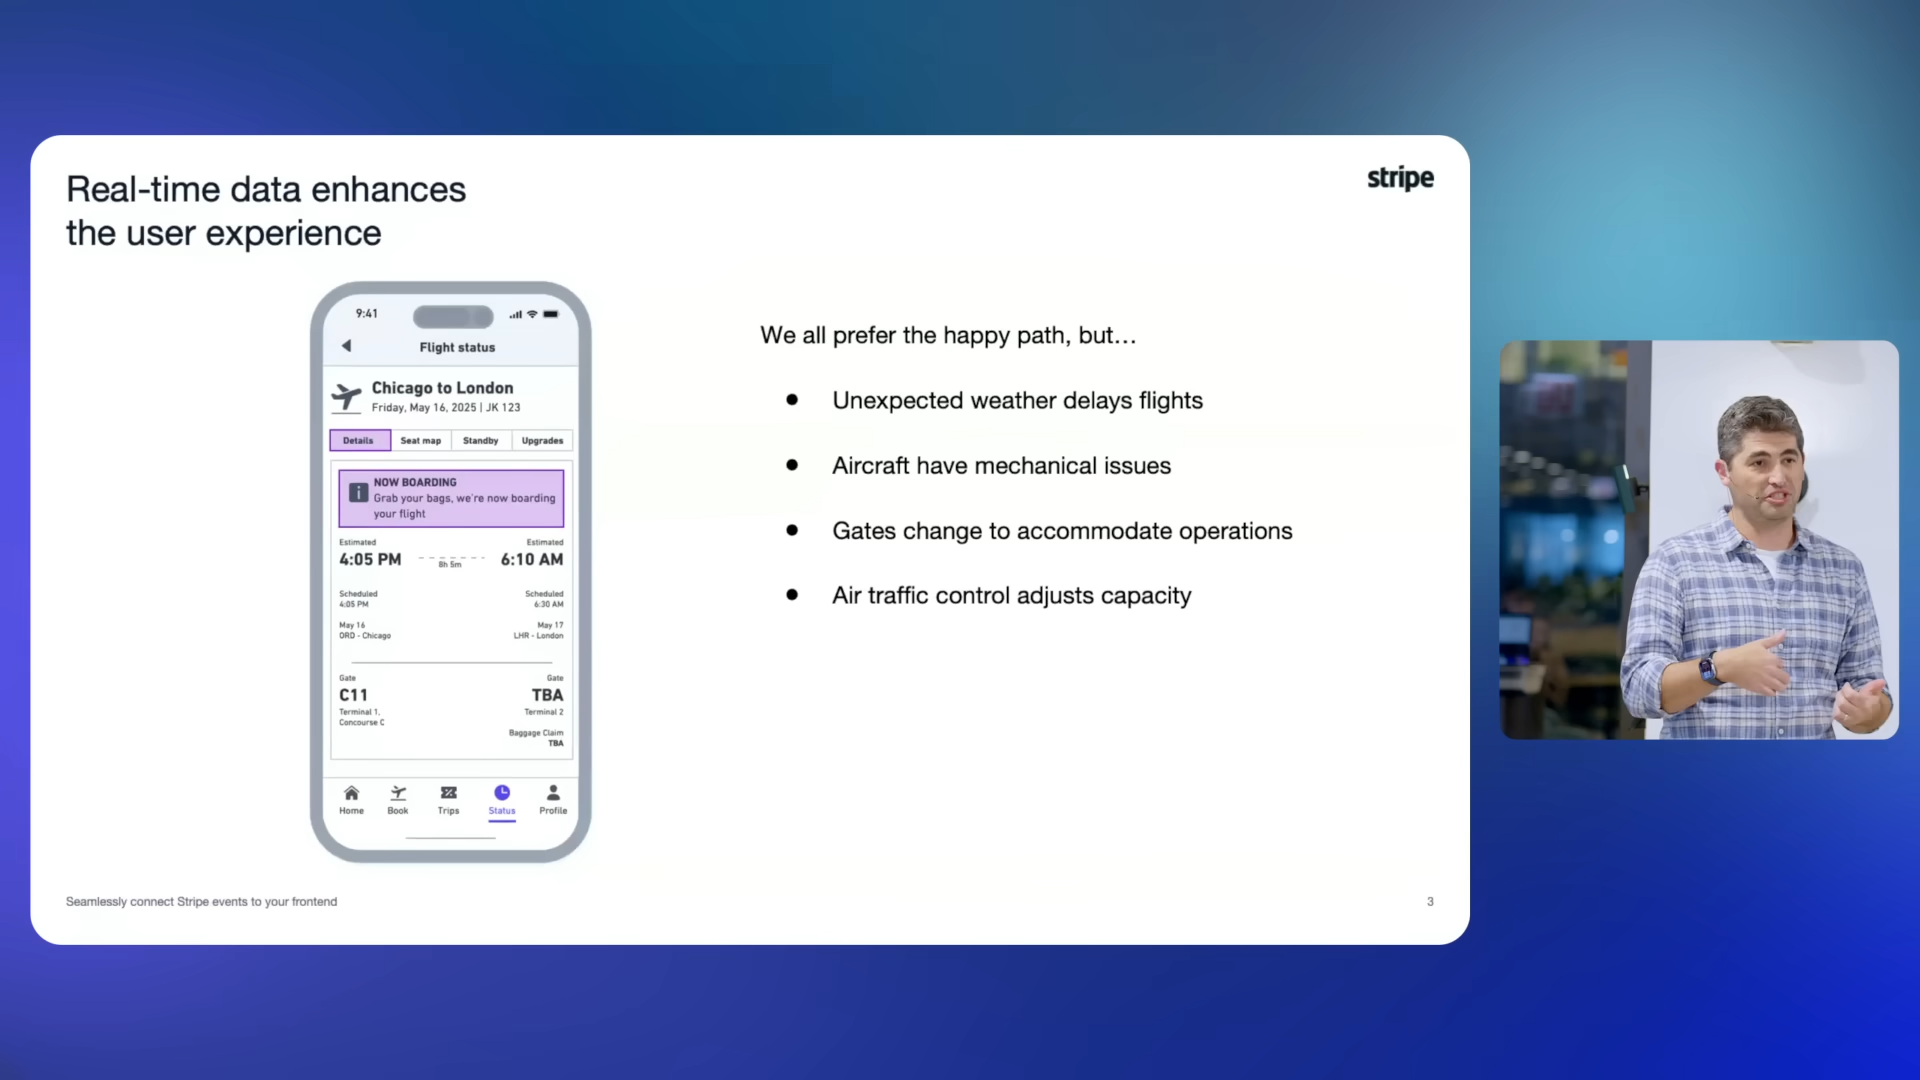 Real-time data enhances
the user experience
stripe
9:41
Flight status
Chicago to London
Friday, May 16, 2025 | JK 123
Details Seat map Standby Upgrades
i
NOW BOARDING
Grab your bags, we're now boarding
your flight
Estimated Estimated
4:05 PM 8h 5m 6:10 AM
Scheduled Scheduled
4:05 PM 6:30 AM
May 16 May 17
ORD - Chicago LHR - London
Gate Gate
C11 TBA
Terminal 1, Terminal 2
Concourse C
Baggage Claim
TBA
Home Book Trips Status Profile
We all prefer the happy path, but…
● Unexpected weather delays flights
● Aircraft have mechanical issues
● Gates change to accommodate operations
● Air traffic control adjusts capacity
Seamlessly connect Stripe events to your frontend
3